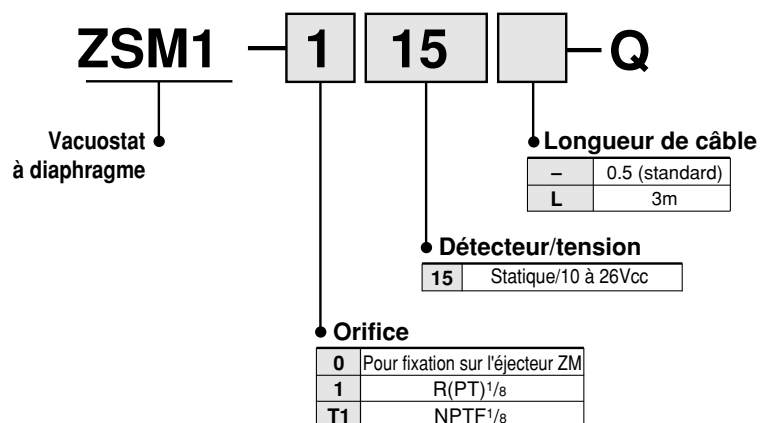 ZSM1 — 1 15 — Q
Vacuostat
à diaphragme
Longueur de câble
– 0.5 (standard)
L 3m
Détecteur/tension
15 Statique/10 à 26Vcc
Orifice
0 Pour fixation sur l'éjecteur ZM
1 R(PT)1/8
T1 NPTF1/8